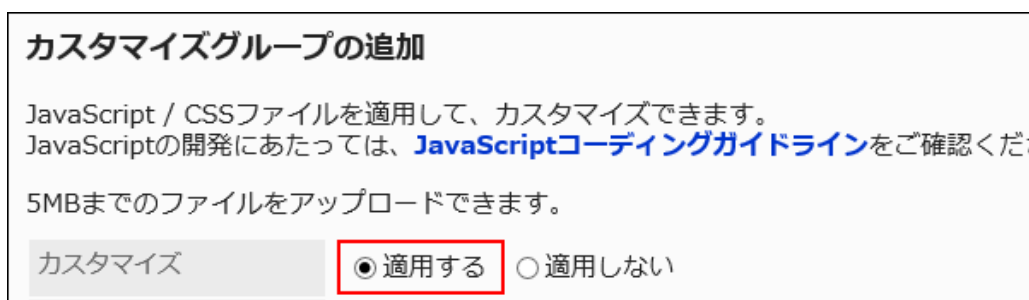 カスタマイズグループの追加
JavaScript / CSSファイルを適用して、カスタマイズできます。
JavaScriptの開発にあたっては、JavaScriptコーディングガイドラインをご確認くだ
5MBまでのファイルをアップロードできます。
カスタマイズ 適用する 適用しない